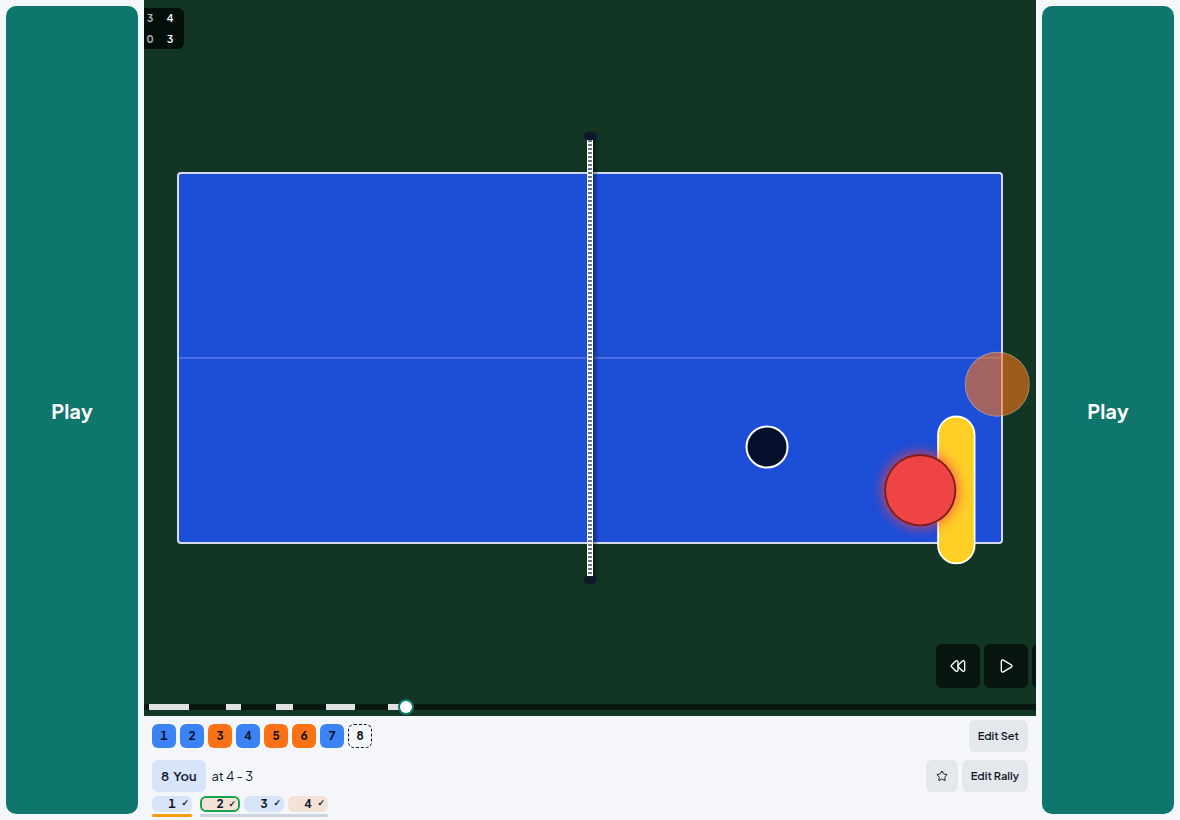 3 4
0 3
Play
Play
1 2 3 4 5 6 7 8
Edit Set
8 You at 4 - 3
Edit Rally
1 ✓ 2 ✓ 3 ✓ 4 ✓